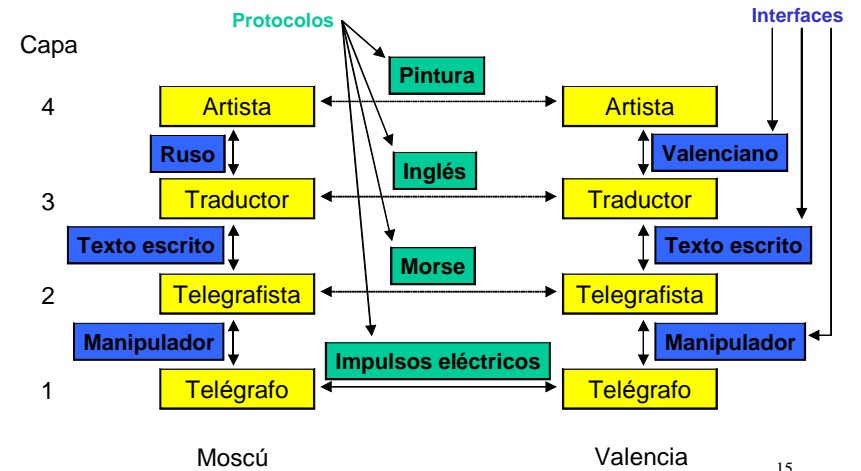 Protocolos
Interfaces
Capa
Pintura
4
Artista
Artista
Ruso
Valenciano
Inglés
3
Traductor
Traductor
Texto escrito
Texto escrito
Morse
2
Telegrafista
Telegrafista
Manipulador
Manipulador
Impulsos eléctricos
1
Telégrafo
Telégrafo
Moscú
Valencia
15